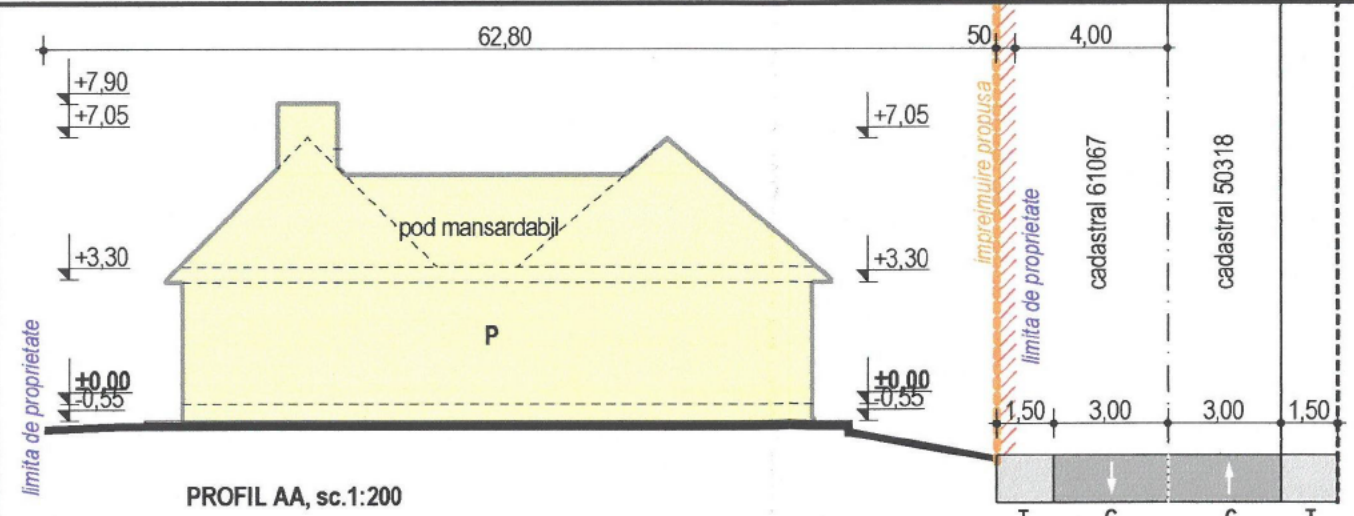 62,80
50
4,00
+7,90
+7,05
+7,05
+3,30
pod mansardabil
+3,30
P
±0,00
-0,55
±0,00
-0,55
limita de proprietate
imprejmuire propusa
limita de proprietate
cadastral 61067
cadastral 50318
1,50
3,00
3,00
1,50
PROFIL AA, sc.1:200